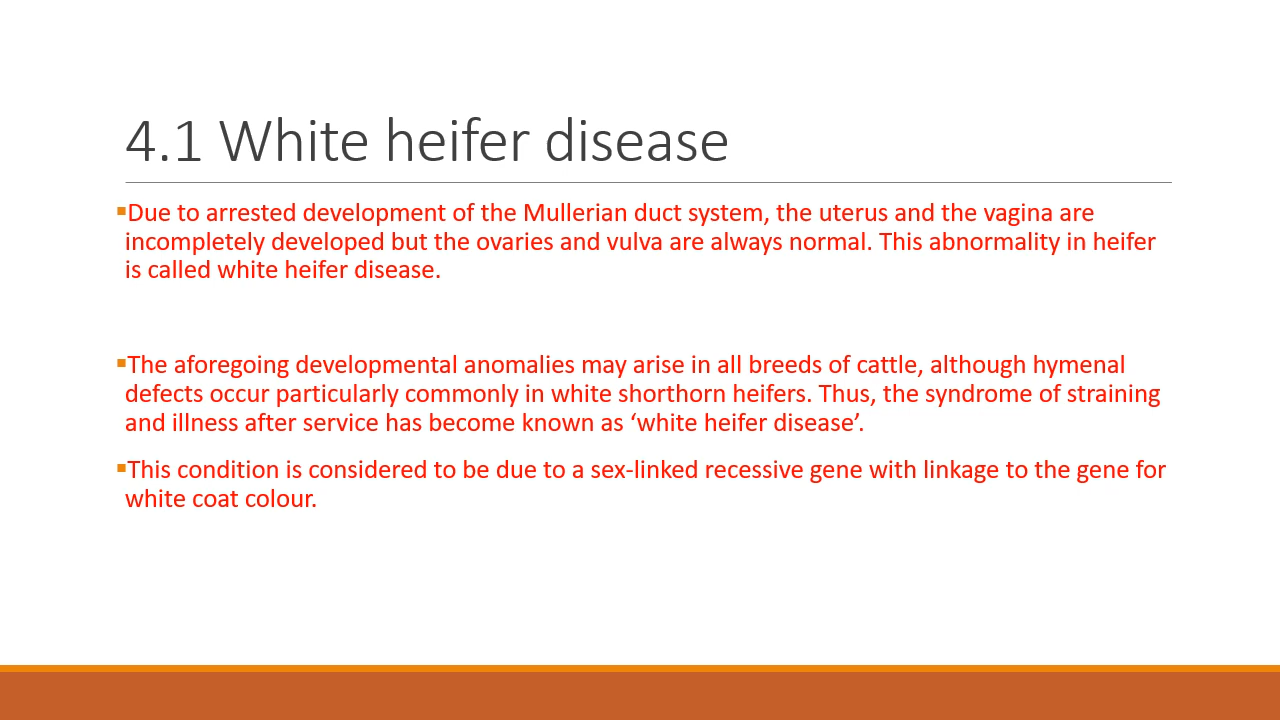 4.1 White heifer disease
▪Due to arrested development of the Mullerian duct system, the uterus and the vagina are
incompletely developed but the ovaries and vulva are always normal. This abnormality in heifer
is called white heifer disease.
▪The aforegoing developmental anomalies may arise in all breeds of cattle, although hymenal
defects occur particularly commonly in white shorthorn heifers. Thus, the syndrome of straining
and illness after service has become known as ‘white heifer disease’.
▪This condition is considered to be due to a sex-linked recessive gene with linkage to the gene for
white coat colour.